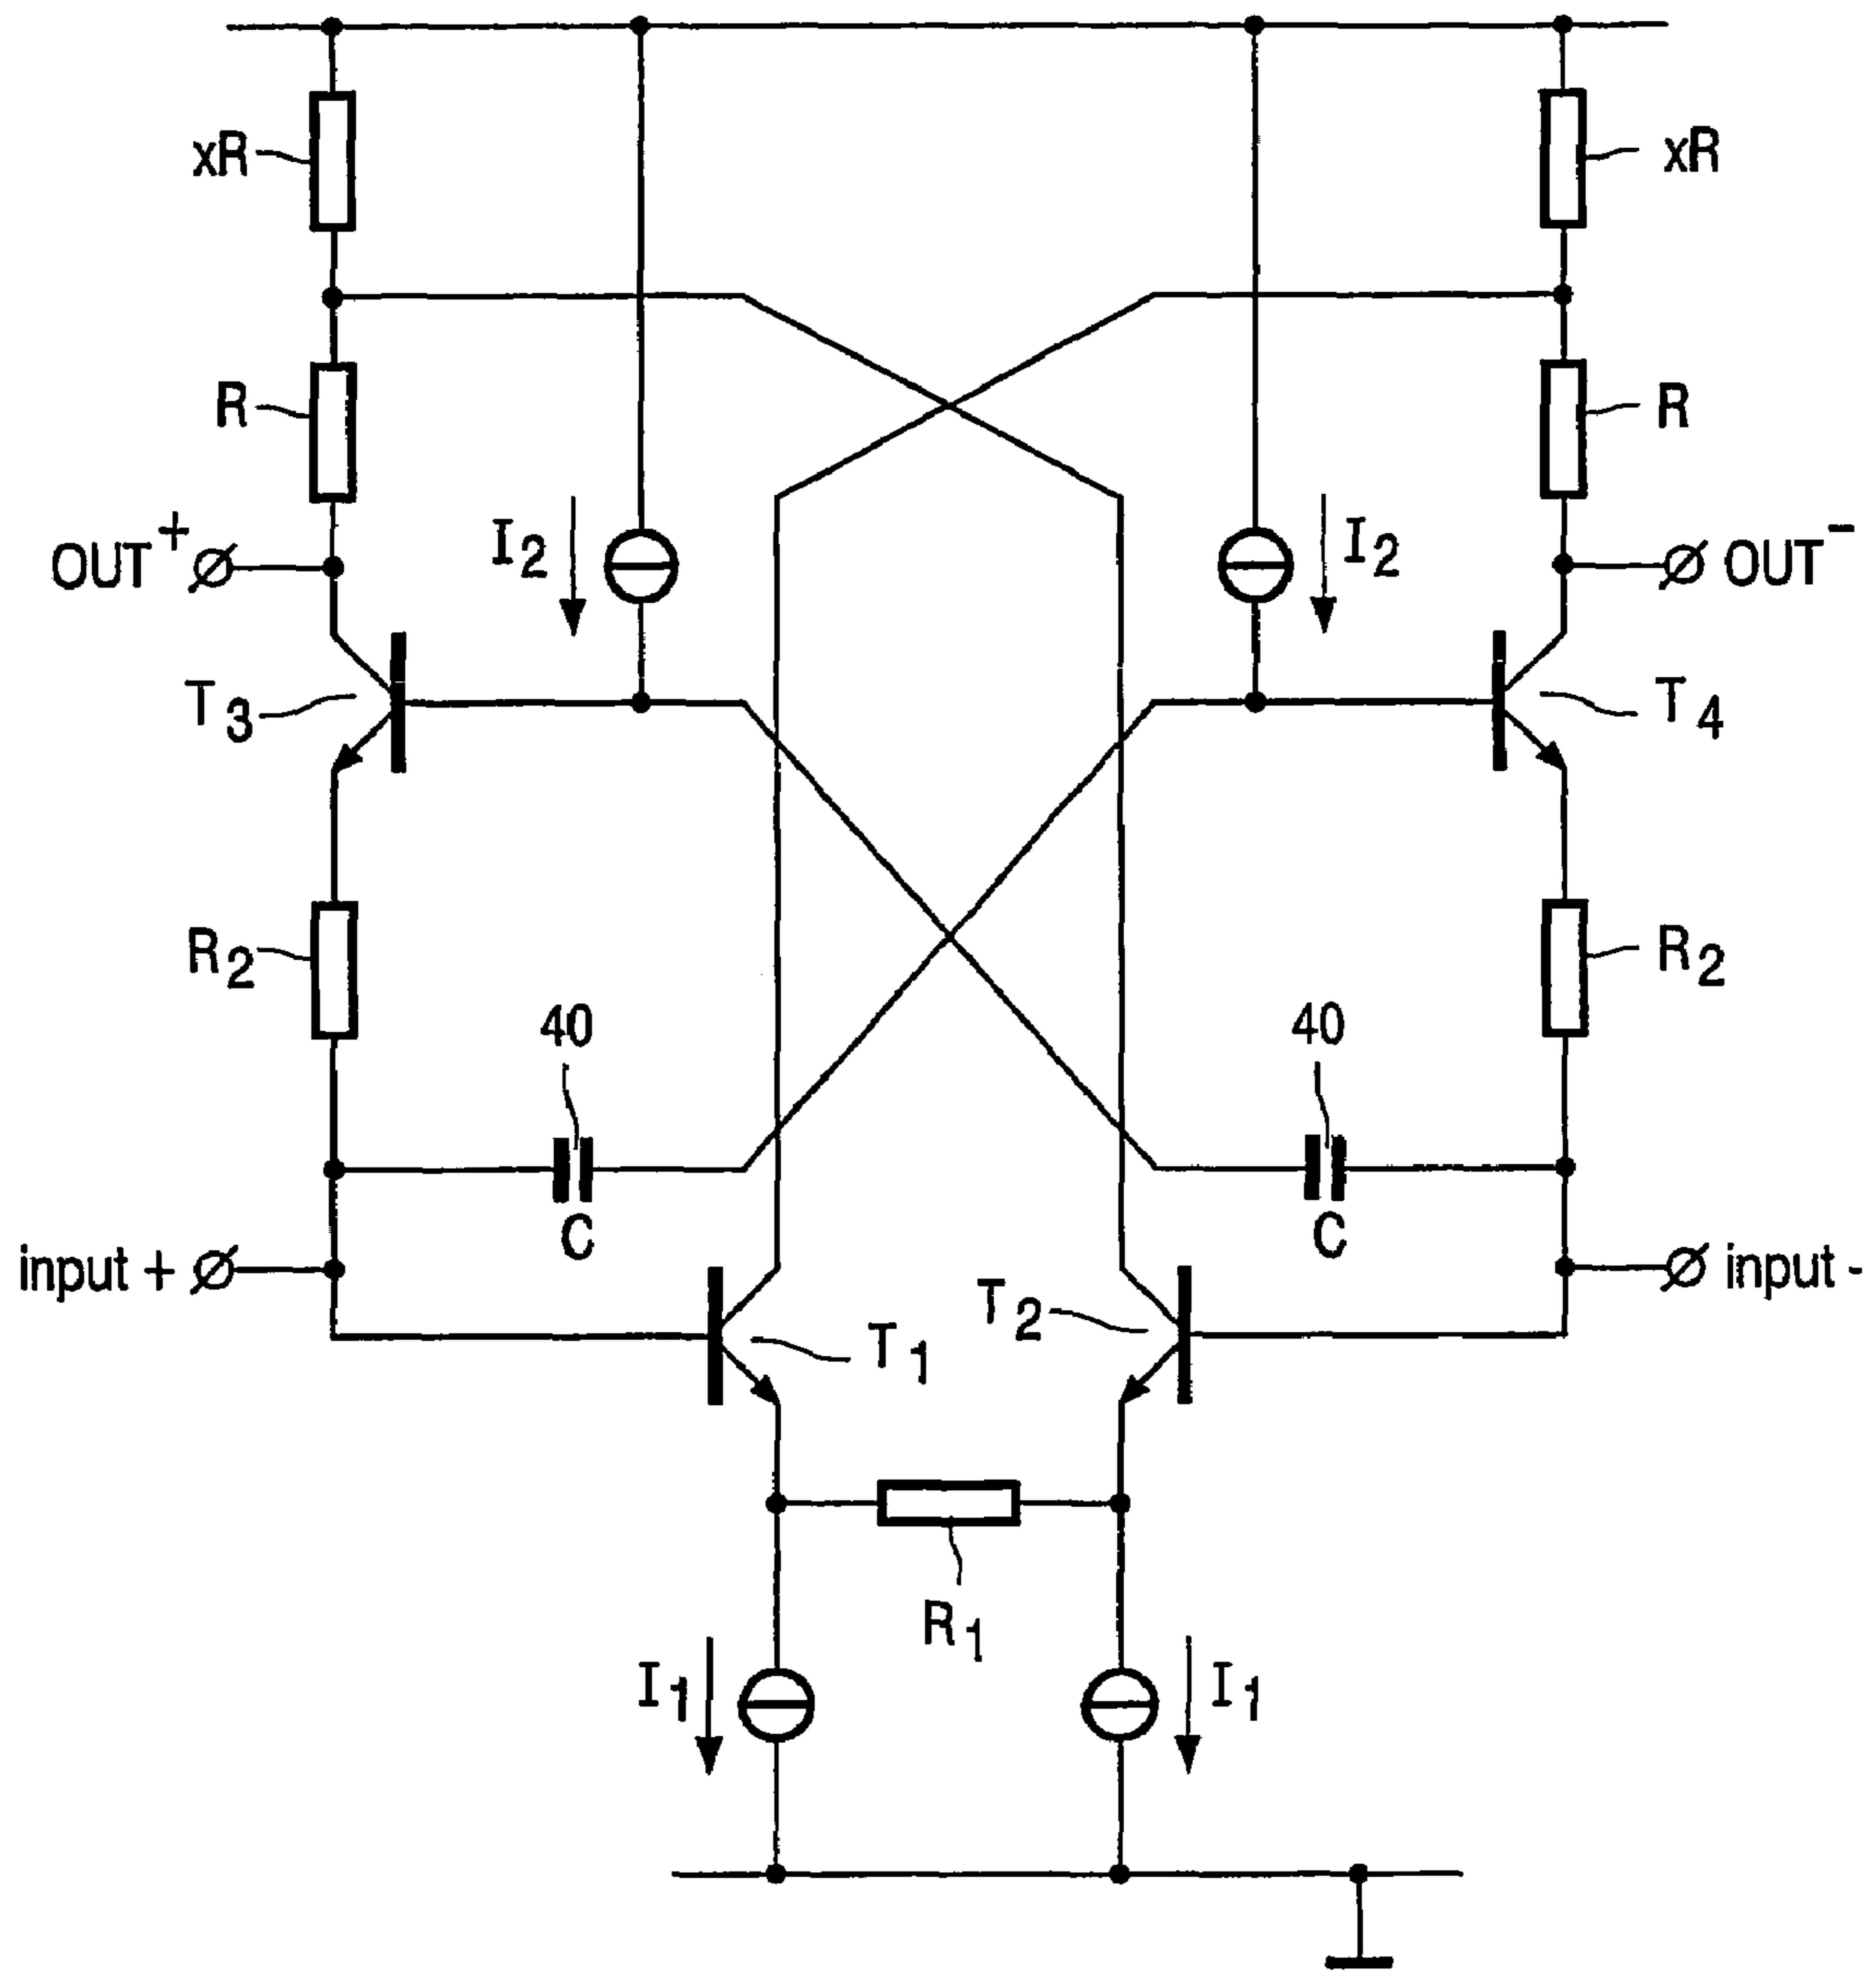 xR xR
R R
OUT+ I2 I2 OUT-
T3 T4
R2 R2
40 40
C C
input + input -
T1 T2
R1
I1 I1